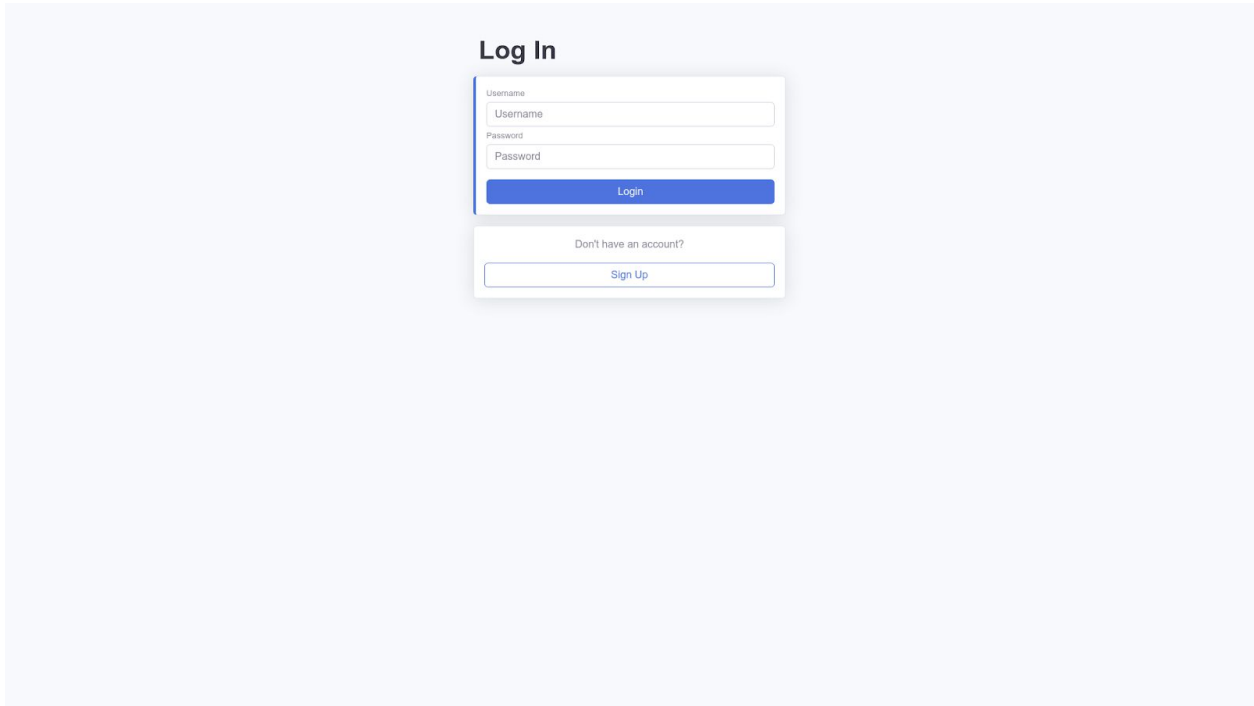 Log In
Username
Username
Password
Password
Login
Don't have an account?
Sign Up